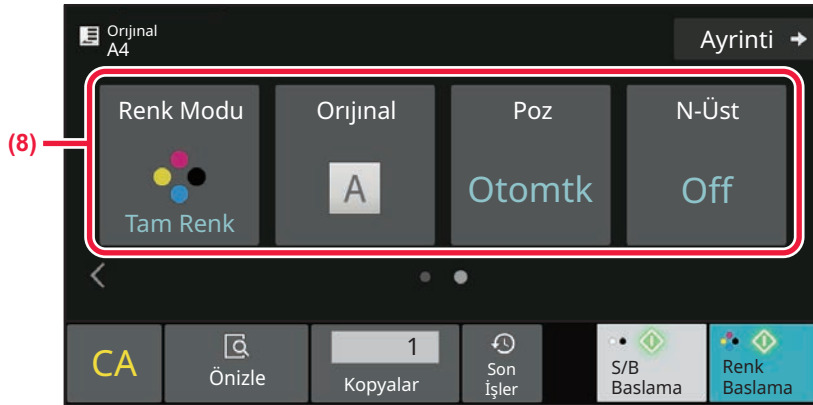 Orıjınal
A4
Ayrinti
(8)
Renk Modu
Orıjınal
Poz
N-Üst
A
Otomtk
Off
Tam Renk
CA
Önizle
1
Kopyalar
Son
İşler
S/B
Baslama
Renk
Baslama